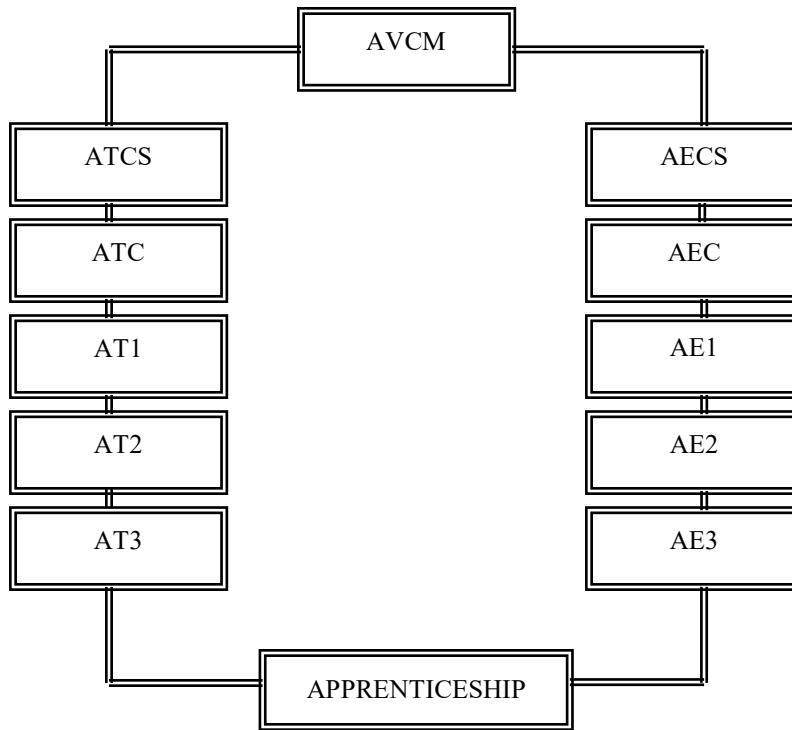 AVCM
ATCS
AECS
ATC
AEC
AT1
AE1
AT2
AE2
AT3
AE3
APPRENTICESHIP